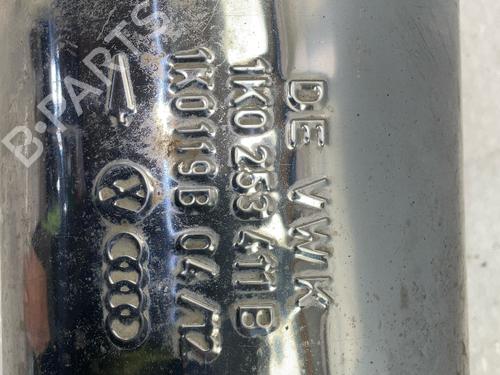 DE VWK
1K0 253 411 B
1K0119B 04/12
B-PARTS